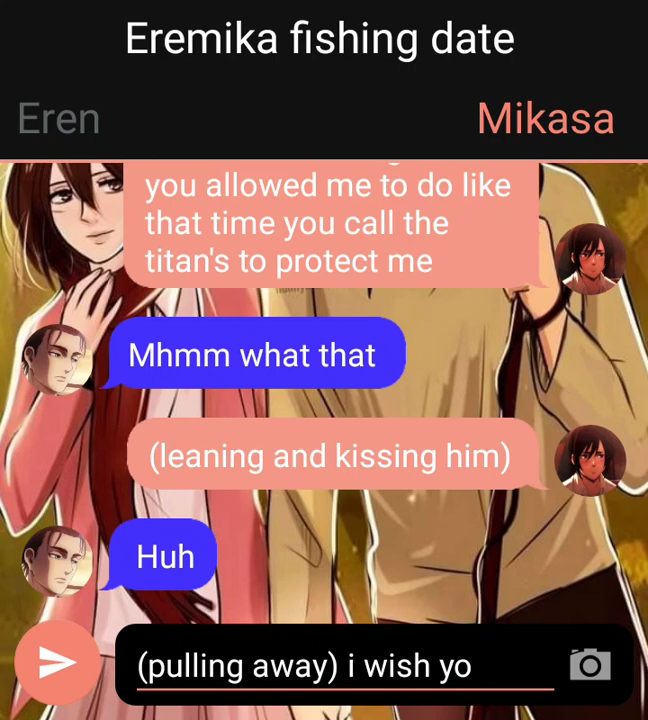 Eremika fishing date
Eren
Mikasa
you allowed me to do like
that time you call the
titan's to protect me
Mhmm what that
(leaning and kissing him)
Huh
(pulling away) i wish yo